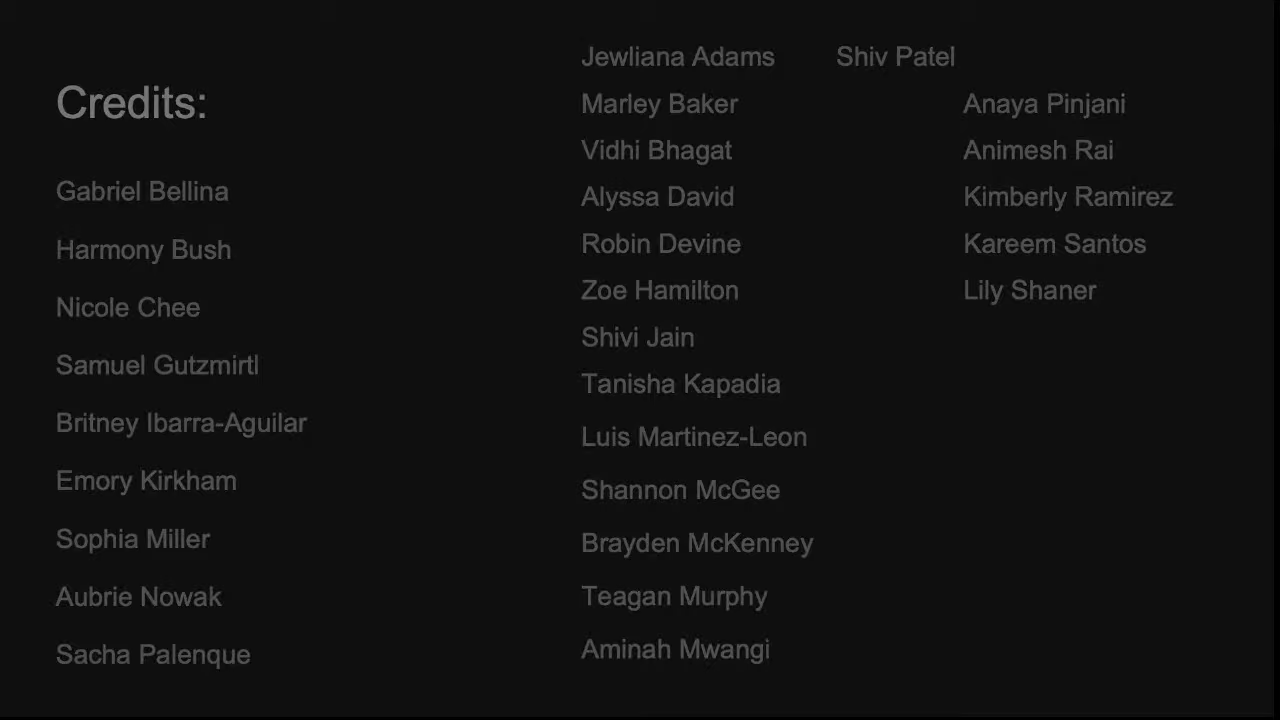 Credits:
Gabriel Bellina
Harmony Bush
Nicole Chee
Samuel Gutzmirtl
Britney Ibarra-Aguilar
Emory Kirkham
Sophia Miller
Aubrie Nowak
Sacha Palenque
Jewliana Adams
Marley Baker
Vidhi Bhagat
Alyssa David
Robin Devine
Zoe Hamilton
Shivi Jain
Tanisha Kapadia
Luis Martinez-Leon
Shannon McGee
Brayden McKenney
Teagan Murphy
Aminah Mwangi
Shiv Patel
Anaya Pinjani
Animesh Rai
Kimberly Ramirez
Kareem Santos
Lily Shaner